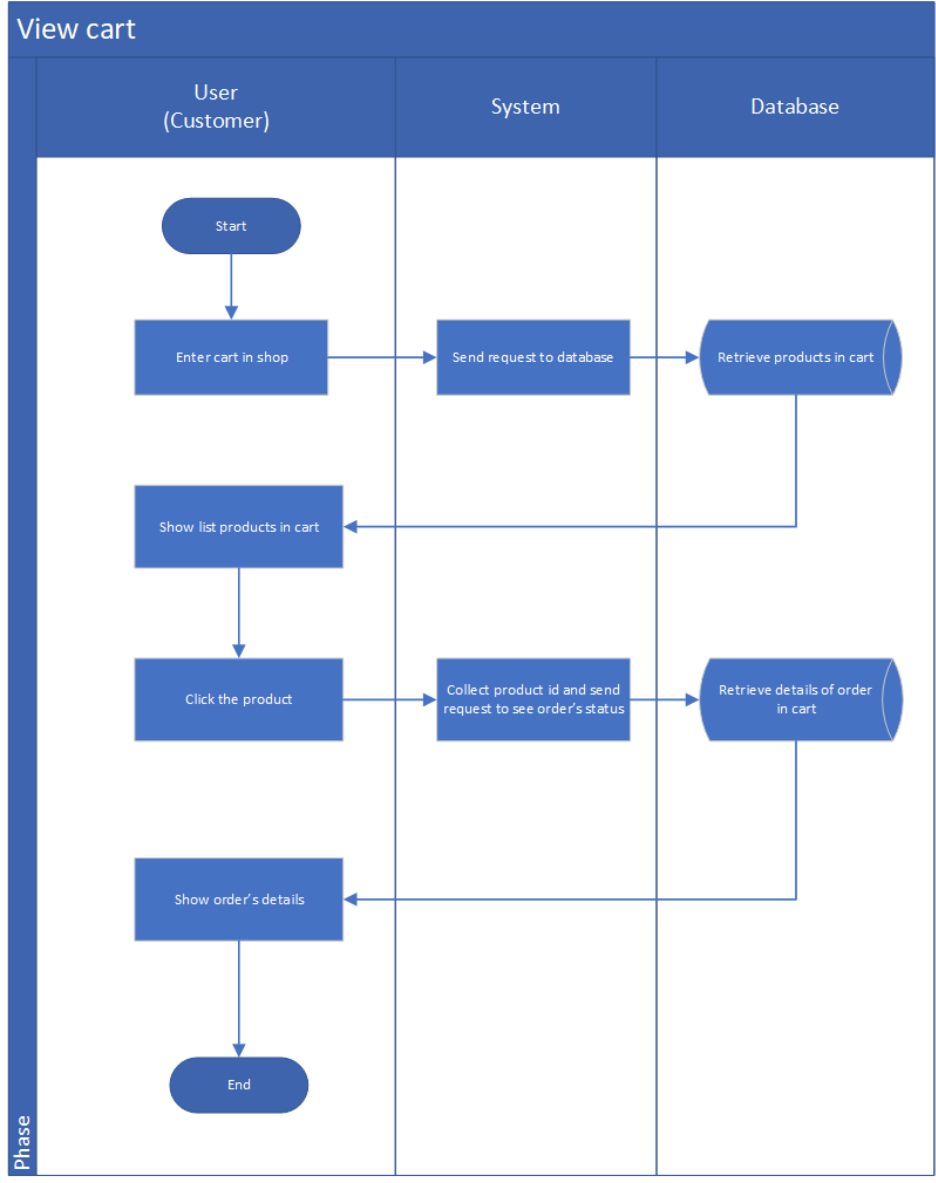 View cart
User
(Customer)
System
Database
Start
Enter cart in shop
Send request to database
Retrieve products in cart
Show list products in cart
Click the product
Collect product id and send
request to see order's status
Retrieve details of order
in cart
Show order's details
End
Phase